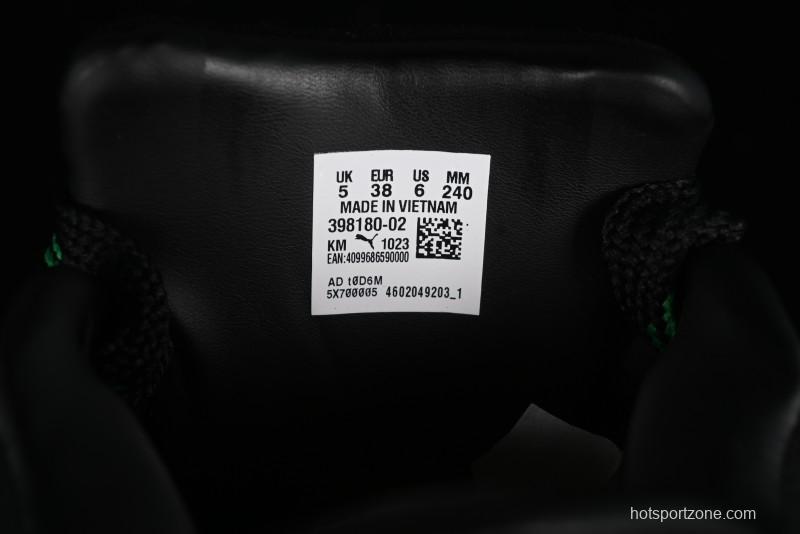 UK EUR US MM
5 38 6 240
MADE IN VIETNAM
398180-02
KM 1023
EAN:4099686590000
AD t0D6M
5X700005 4602049203_1
hotsportzone.com